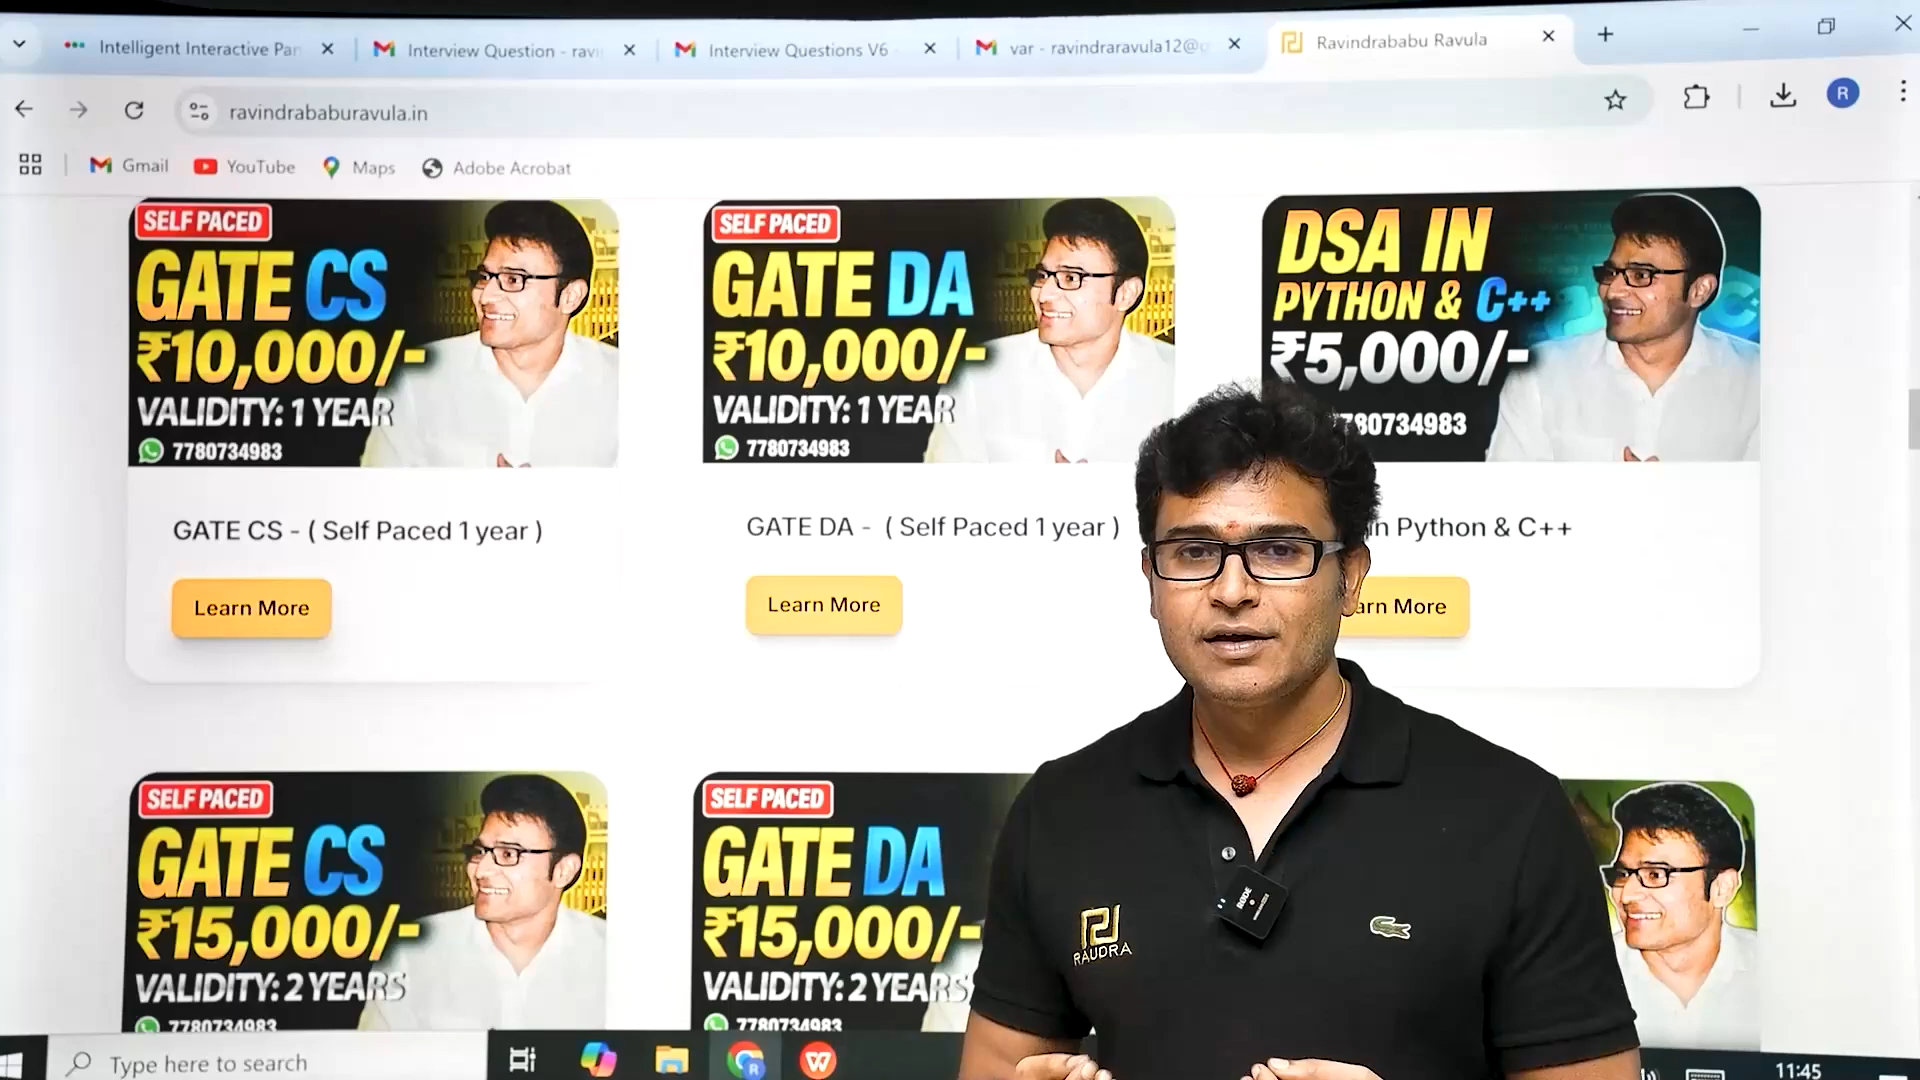 Intelligent Interactive Par
Interview Question - ravi
Interview Questions V6
var - ravindraravula12@g
Ravindrababu Ravula
ravindrababuravula.in
R
Gmail
YouTube
Maps
Adobe Acrobat
SELF PACED
GATE CS
₹10,000/-
VALIDITY: 1 YEAR
7780734983
SELF PACED
GATE DA
₹10,000/-
VALIDITY: 1 YEAR
7780734983
DSA IN
PYTHON & C++
₹5,000/-
780734983
GATE CS - ( Self Paced 1 year )
GATE DA - ( Self Paced 1 year )
in Python & C++
Learn More
Learn More
arn More
SELF PACED
GATE CS
₹15,000/-
VALIDITY: 2 YEARS
7780734983
SELF PACED
GATE DA
₹15,000/-
VALIDITY: 2 YEARS
7780734983
RAUDRA
RØDE
Type here to search
R
W
11:45